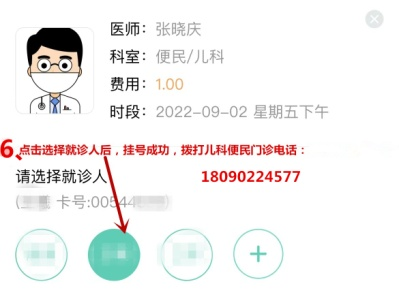 医师：张晓庆
科室：便民/儿科
费用：1.00
时段：2022-09-02 星期五下午
6、点击选择就诊人后，挂号成功，拨打儿科便民门诊电话：
请选择就诊人 18090224577
( 卡号:00544